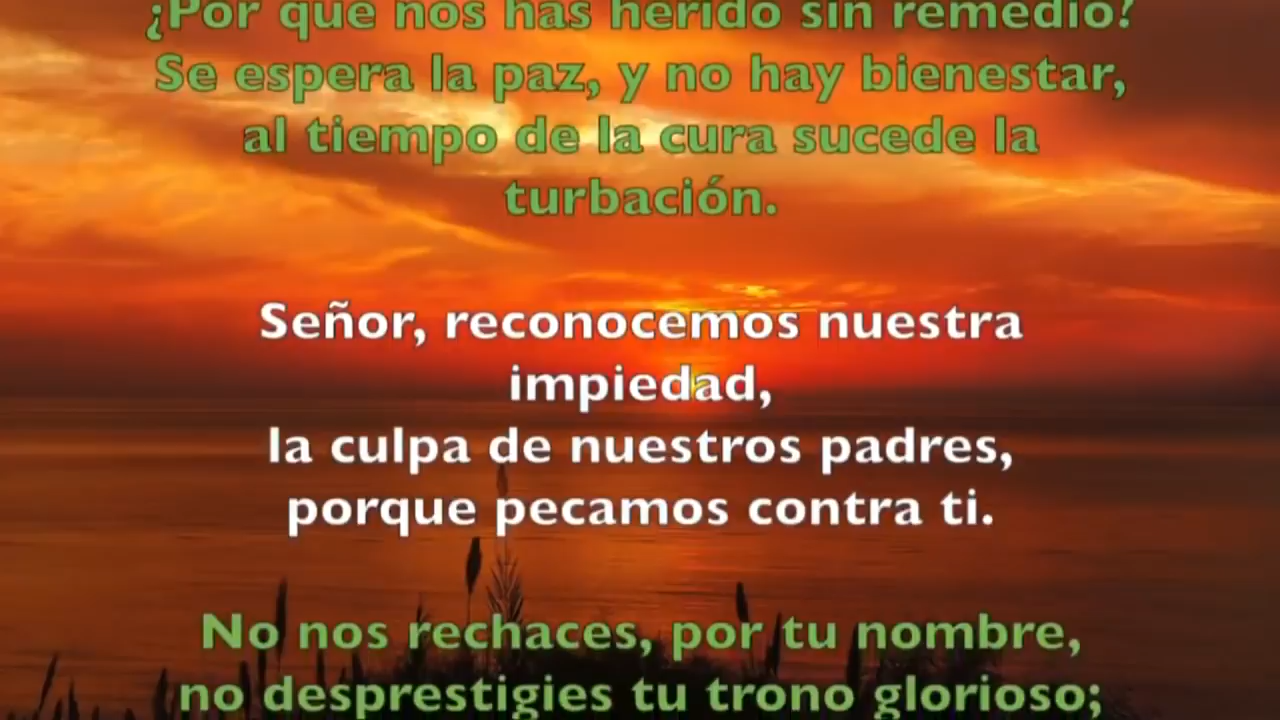 ¿Por qué nos has herido sin remedio?
Se espera la paz, y no hay bienestar,
al tiempo de la cura sucede la
turbación.
Señor, reconocemos nuestra
impiedad,
la culpa de nuestros padres,
porque pecamos contra ti.
No nos rechaces, por tu nombre,
no desprestigies tu trono glorioso;